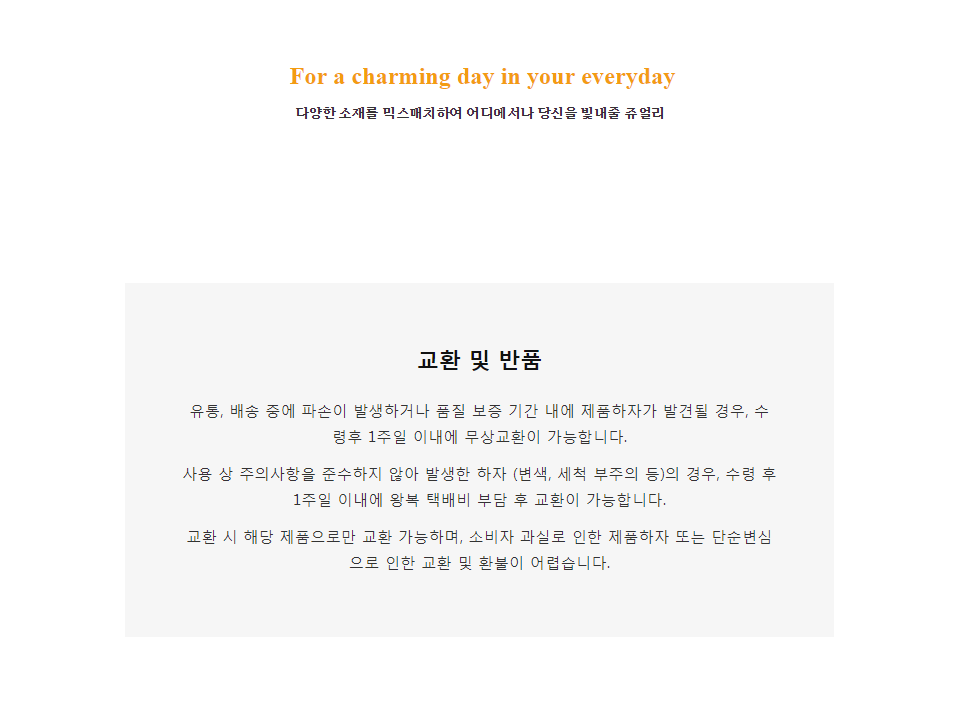 For a charming day in your everyday
다양한 소재를 믹스매치하여 어디에서나 당신을 빛내줄 쥬얼리
교환 및 반품
유통, 배송 중에 파손이 발생하거나 품질 보증 기간 내에 제품하자가 발견될 경우, 수
령후 1주일 이내에 무상교환이 가능합니다.
사용 상 주의사항을 준수하지 않아 발생한 하자 (변색, 세척 부주의 등)의 경우, 수령 후
1주일 이내에 왕복 택배비 부담 후 교환이 가능합니다.
교환 시 해당 제품으로만 교환 가능하며, 소비자 과실로 인한 제품하자 또는 단순변심
으로 인한 교환 및 환불이 어렵습니다.